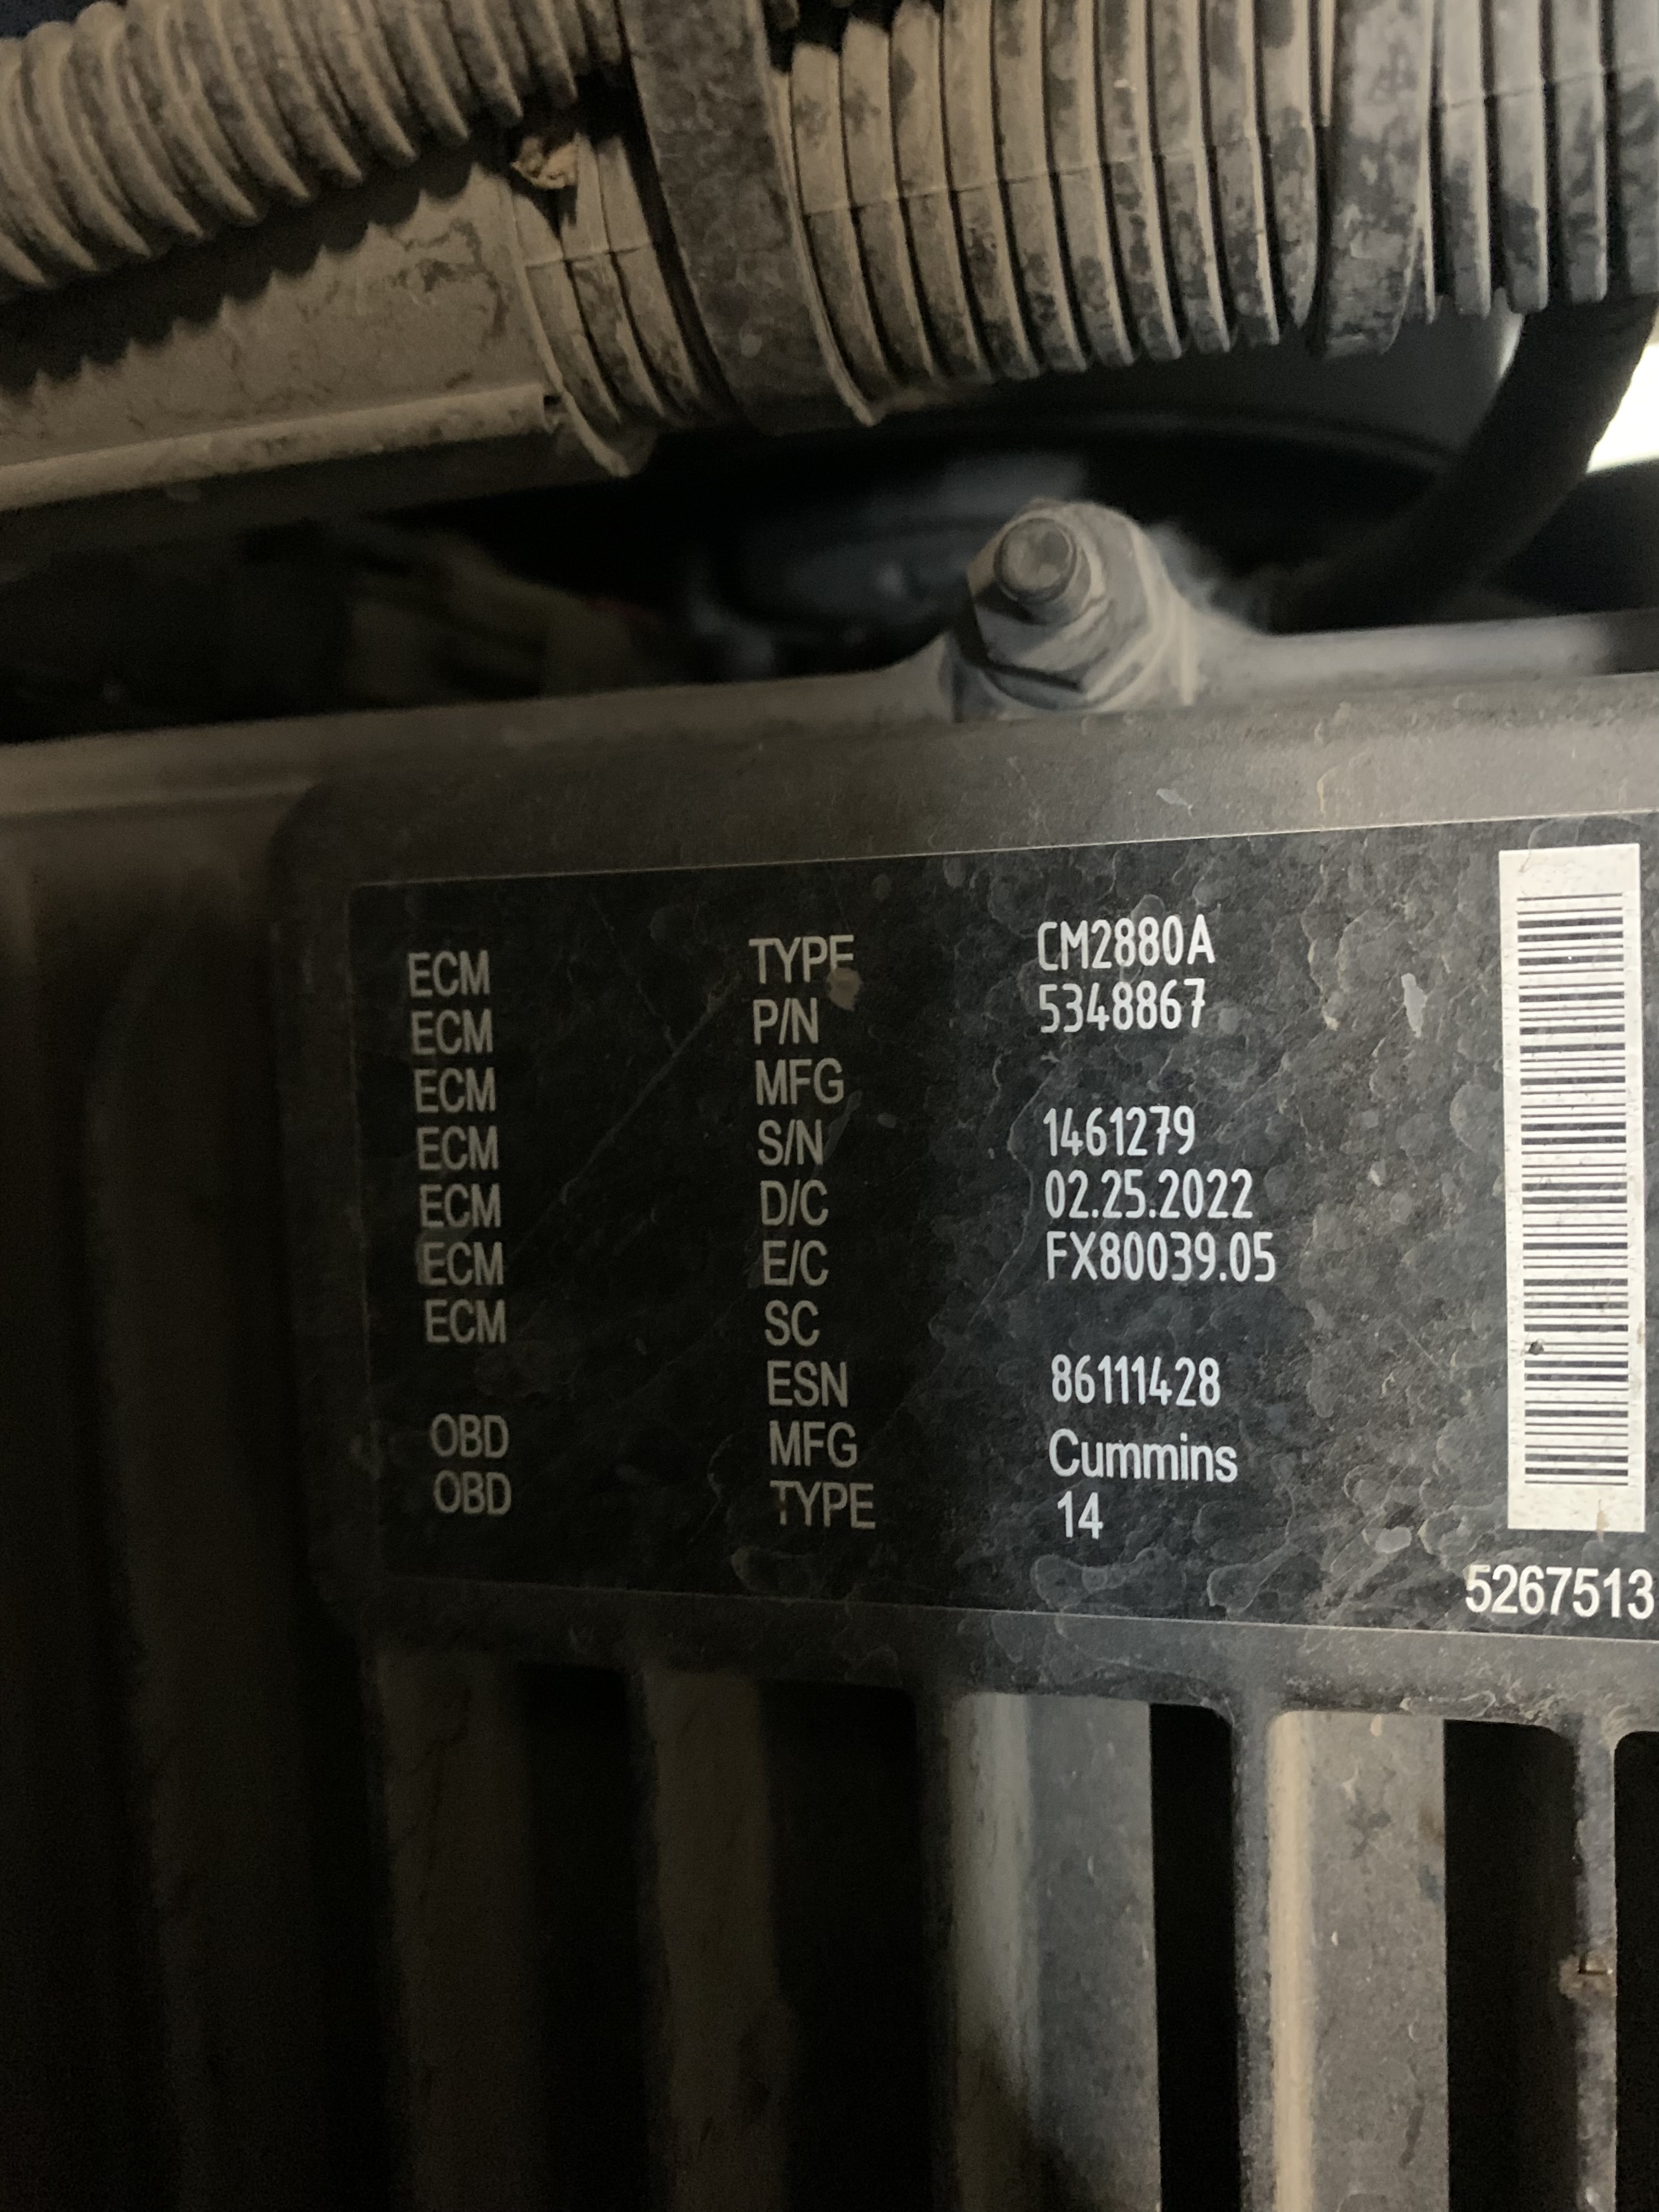 ECM TYPE CM2880A
ECM P/N 5348867
ECM MFG
ECM S/N 1461279
ECM D/C 02.25.2022
ECM E/C FX80039.05
ECM SC
ESN 86111428
OBD MFG Cummins
OBD TYPE 14
5267513